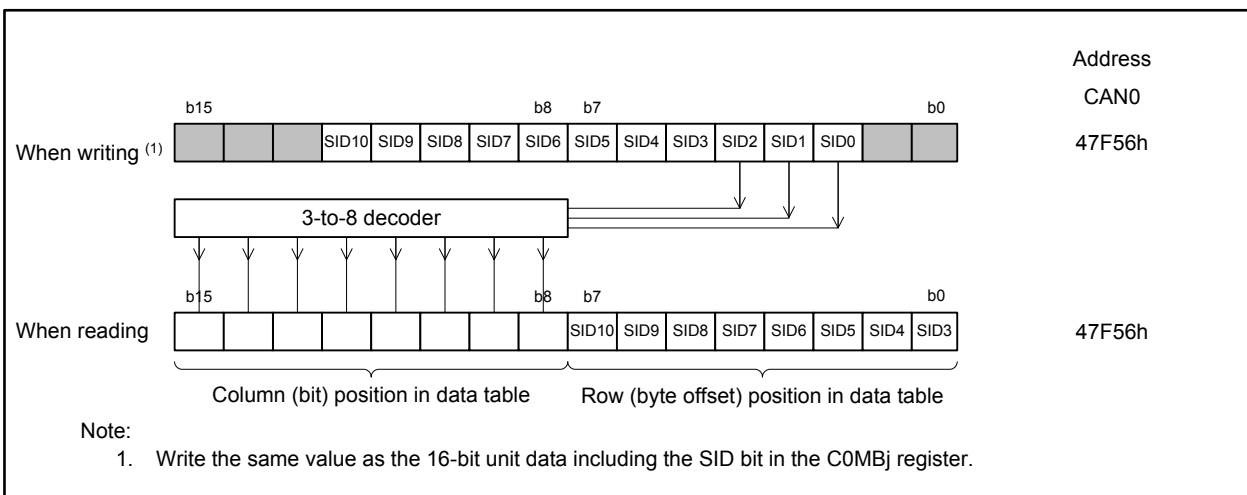 Address
CAN0
b15 b8 b7 b0
When writing (1) SID10 SID9 SID8 SID7 SID6 SID5 SID4 SID3 SID2 SID1 SID0 47F56h
3-to-8 decoder
b15 b8 b7 b0
When reading SID10 SID9 SID8 SID7 SID6 SID5 SID4 SID3 47F56h
Column (bit) position in data table Row (byte offset) position in data table
Note:
1. Write the same value as the 16-bit unit data including the SID bit in the C0MBj register.